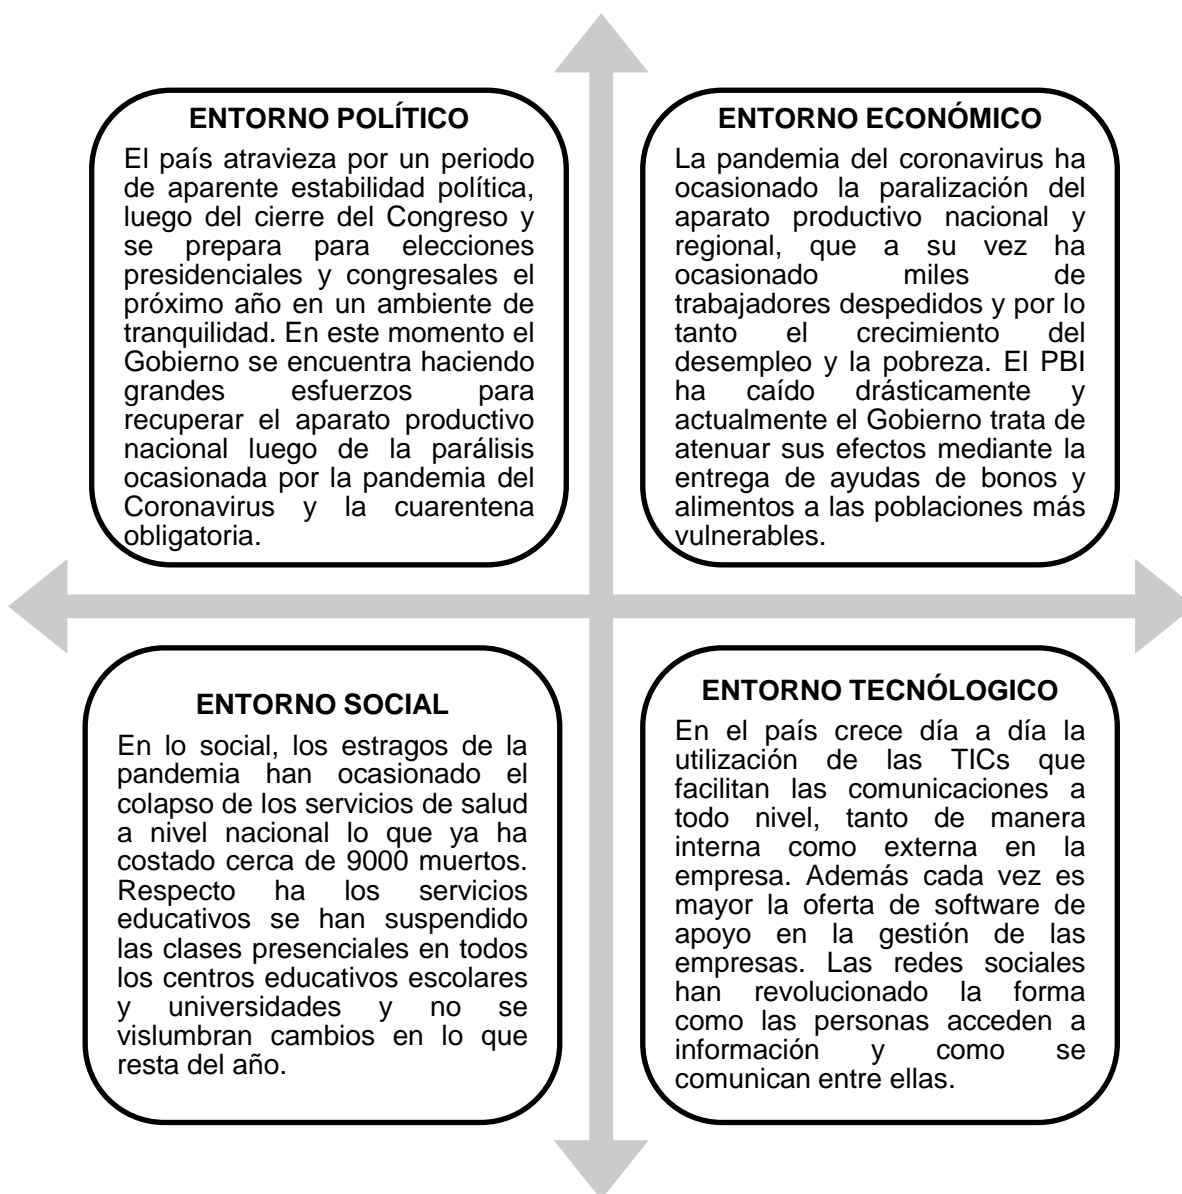 ENTORNO POLÍTICO
El país atravieza por un periodo
de aparente estabilidad política,
luego del cierre del Congreso y
se prepara para elecciones
presidenciales y congresales el
próximo año en un ambiente de
tranquilidad. En este momento el
Gobierno se encuentra haciendo
grandes esfuerzos para
recuperar el aparato productivo
nacional luego de la parálisis
ocasionada por la pandemia del
Coronavirus y la cuarentena
obligatoria.
ENTORNO ECONÓMICO
La pandemia del coronavirus ha
ocasionado la paralización del
aparato productivo nacional y
regional, que a su vez ha
ocasionado miles de
trabajadores despedidos y por lo
tanto el crecimiento del
desempleo y la pobreza. El PBI
ha caído drásticamente y
actualmente el Gobierno trata de
atenuar sus efectos mediante la
entrega de ayudas de bonos y
alimentos a las poblaciones más
vulnerables.
ENTORNO SOCIAL
En lo social, los estragos de la
pandemia han ocasionado el
colapso de los servicios de salud
a nivel nacional lo que ya ha
costado cerca de 9000 muertos.
Respecto ha los servicios
educativos se han suspendido
las clases presenciales en todos
los centros educativos escolares
y universidades y no se
vislumbran cambios en lo que
resta del año.
ENTORNO TECNÓLOGICO
En el país crece día a día la
utilización de las TICs que
facilitan las comunicaciones a
todo nivel, tanto de manera
interna como externa en la
empresa. Además cada vez es
mayor la oferta de software de
apoyo en la gestión de las
empresas. Las redes sociales
han revolucionado la forma
como las personas acceden a
información y como se
comunican entre ellas.